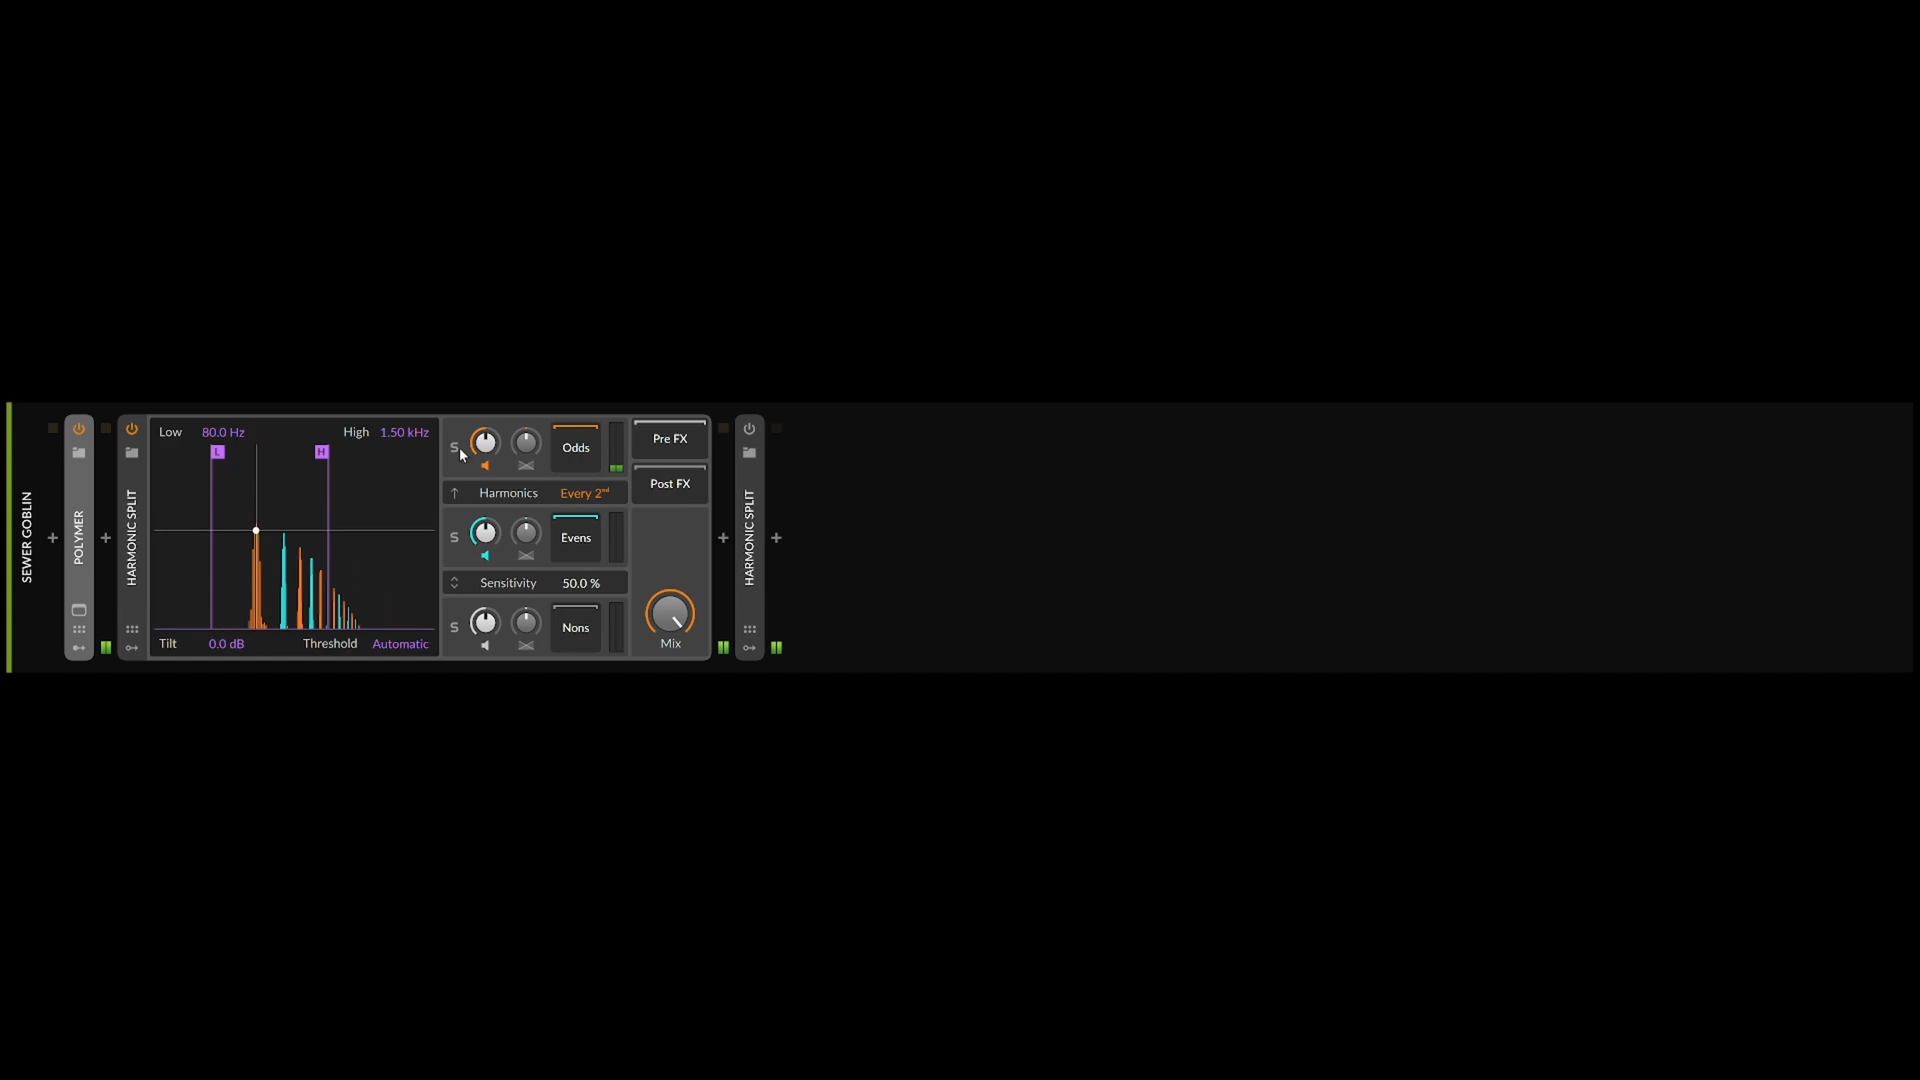 SEWER GOBLIN
POLYMER
HARMONIC SPLIT
Low 80.0 Hz High 1.50 kHz
L H
Tilt 0.0 dB Threshold Automatic
S Odds
Harmonics Every 2nd
S Evens
Sensitivity 50.0 %
S Nons
Pre FX
Post FX
Mix
HARMONIC SPLIT